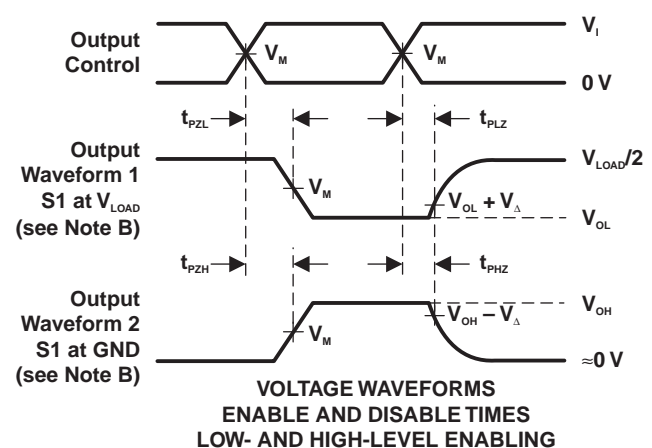 Output
Control
V_M
V_M
V_I
0 V
t_PZL
t_PLZ
Output
Waveform 1
S1 at V_LOAD
(see Note B)
V_M
V_LOAD/2
V_OL + V_Δ
V_OL
t_PZH
t_PHZ
Output
Waveform 2
S1 at GND
(see Note B)
V_M
V_OH
V_OH – V_Δ
≈0 V
VOLTAGE WAVEFORMS
ENABLE AND DISABLE TIMES
LOW- AND HIGH-LEVEL ENABLING